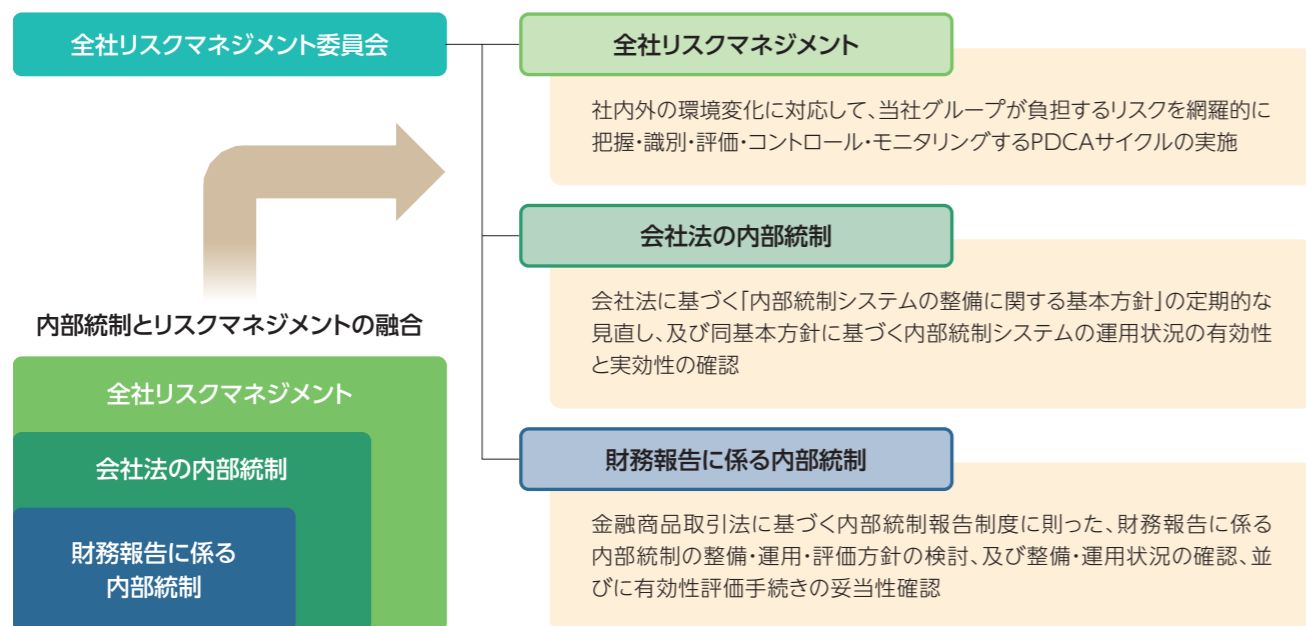 全社リスクマネジメント委員会
内部統制とリスクマネジメントの融合
全社リスクマネジメント
会社法の内部統制
財務報告に係る
内部統制
全社リスクマネジメント
社内外の環境変化に対応して、当社グループが負担するリスクを網羅的に
把握・識別・評価・コントロール・モニタリングするPDCAサイクルの実施
会社法の内部統制
会社法に基づく「内部統制システムの整備に関する基本方針」の定期的な
見直し、及び同基本方針に基づく内部統制システムの運用状況の有効性
と実効性の確認
財務報告に係る内部統制
金融商品取引法に基づく内部統制報告制度に則った、財務報告に係る
内部統制の整備・運用・評価方針の検討、及び整備・運用状況の確認、並
びに有効性評価手続きの妥当性確認